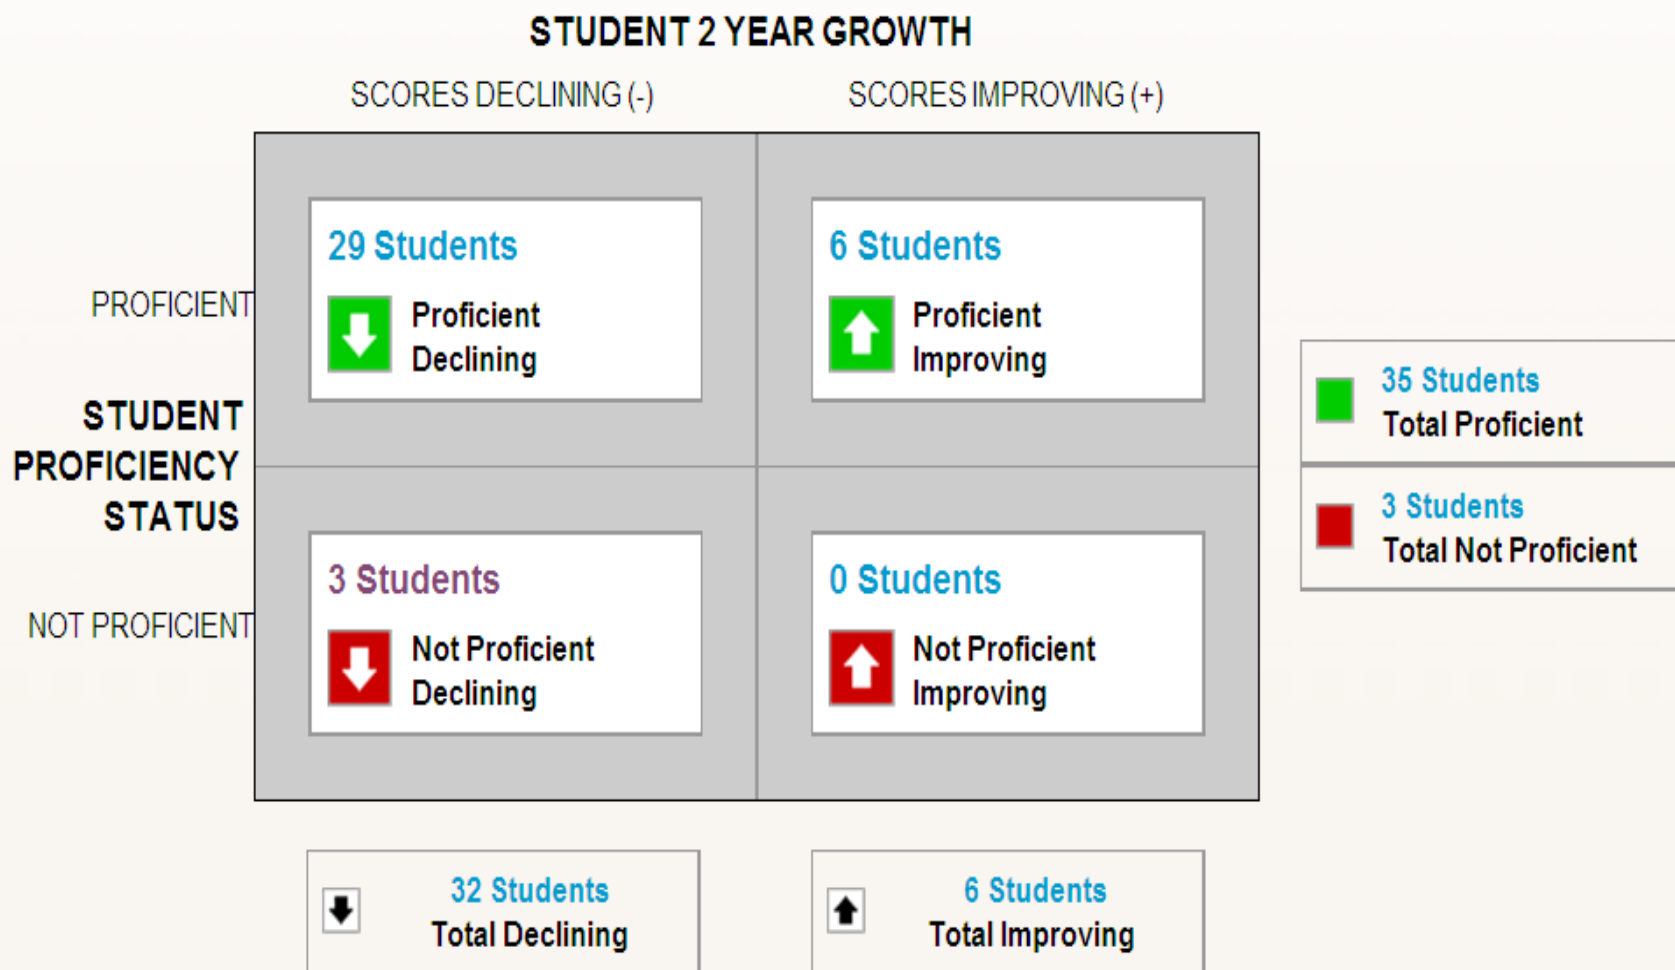 STUDENT 2 YEAR GROWTH
SCORES DECLINING (-)
SCORES IMPROVING (+)
29 Students
Proficient
Declining
6 Students
Proficient
Improving
PROFICIENT
STUDENT
PROFICIENCY
STATUS
NOT PROFICIENT
35 Students
Total Proficient
3 Students
Total Not Proficient
3 Students
Not Proficient
Declining
0 Students
Not Proficient
Improving
32 Students
Total Declining
6 Students
Total Improving